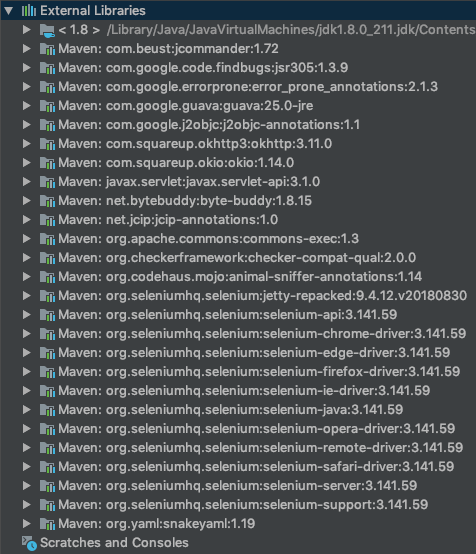 External Libraries
< 1.8 > /Library/Java/JavaVirtualMachines/jdk1.8.0_211.jdk/Contents
Maven: com.beust:jcommander:1.72
Maven: com.google.code.findbugs:jsr305:1.3.9
Maven: com.google.errorprone:error_prone_annotations:2.1.3
Maven: com.google.guava:guava:25.0-jre
Maven: com.google.j2objc:j2objc-annotations:1.1
Maven: com.squareup.okhttp3:okhttp:3.11.0
Maven: com.squareup.okio:okio:1.14.0
Maven: javax.servlet:javax.servlet-api:3.1.0
Maven: net.bytebuddy:byte-buddy:1.8.15
Maven: net.jcip:jcip-annotations:1.0
Maven: org.apache.commons:commons-exec:1.3
Maven: org.checkerframework:checker-compat-qual:2.0.0
Maven: org.codehaus.mojo:animal-sniffer-annotations:1.14
Maven: org.seleniumhq.selenium:jetty-repacked:9.4.12.v20180830
Maven: org.seleniumhq.selenium:selenium-api:3.141.59
Maven: org.seleniumhq.selenium:selenium-chrome-driver:3.141.59
Maven: org.seleniumhq.selenium:selenium-edge-driver:3.141.59
Maven: org.seleniumhq.selenium:selenium-firefox-driver:3.141.59
Maven: org.seleniumhq.selenium:selenium-ie-driver:3.141.59
Maven: org.seleniumhq.selenium:selenium-java:3.141.59
Maven: org.seleniumhq.selenium:selenium-opera-driver:3.141.59
Maven: org.seleniumhq.selenium:selenium-remote-driver:3.141.59
Maven: org.seleniumhq.selenium:selenium-safari-driver:3.141.59
Maven: org.seleniumhq.selenium:selenium-server:3.141.59
Maven: org.seleniumhq.selenium:selenium-support:3.141.59
Maven: org.yaml:snakeyaml:1.19
Scratches and Consoles